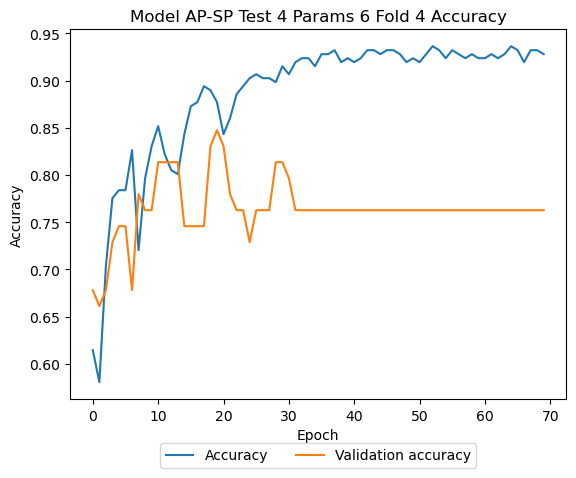 Model AP-SP Test 4 Params 6 Fold 4 Accuracy
0.95
0.90
0.85
0.80
0.75
0.70
0.65
0.60
Accuracy
0 10 20 30 40 50 60 70
Epoch
Accuracy Validation accuracy